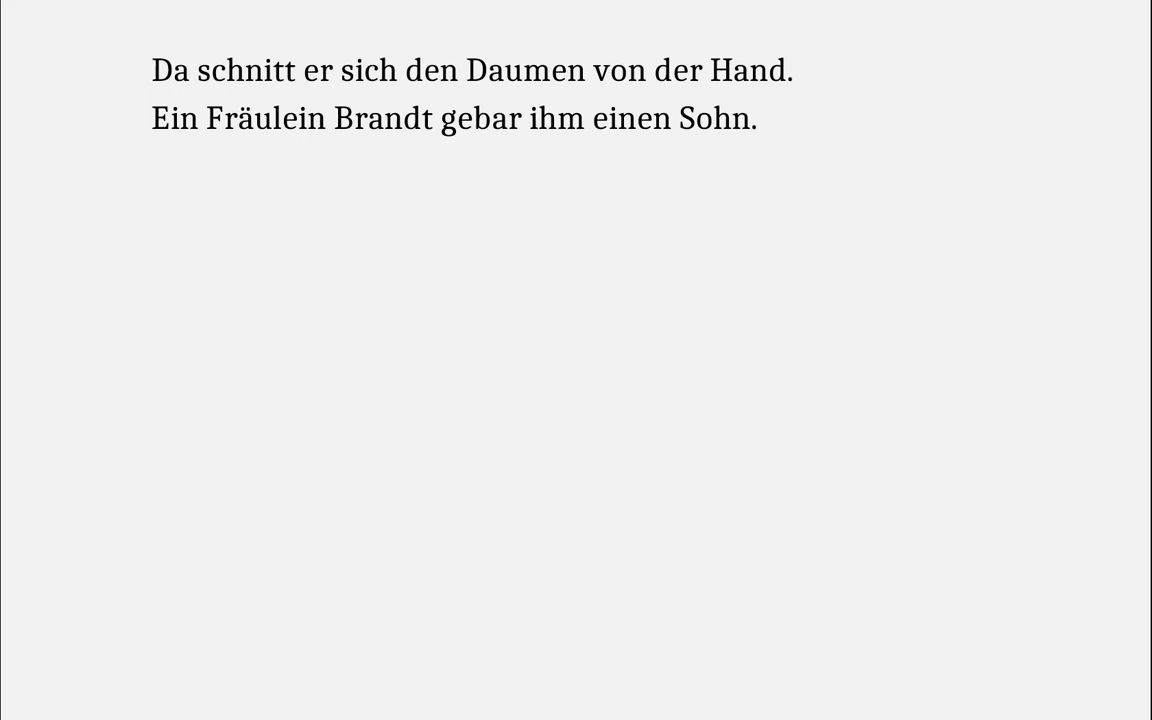 Da schnitt er sich den Daumen von der Hand.
Ein Fräulein Brandt gebar ihm einen Sohn.